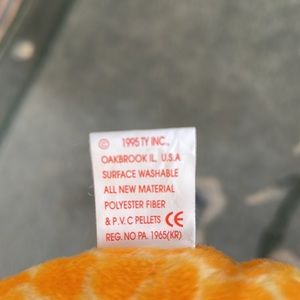 © 1995 TY INC.,
OAKBROOK IL, U.S.A
SURFACE WASHABLE
ALL NEW MATERIAL
POLYESTER FIBER
& P.V.C PELLETS CE
REG. NO PA. 1965(KR)